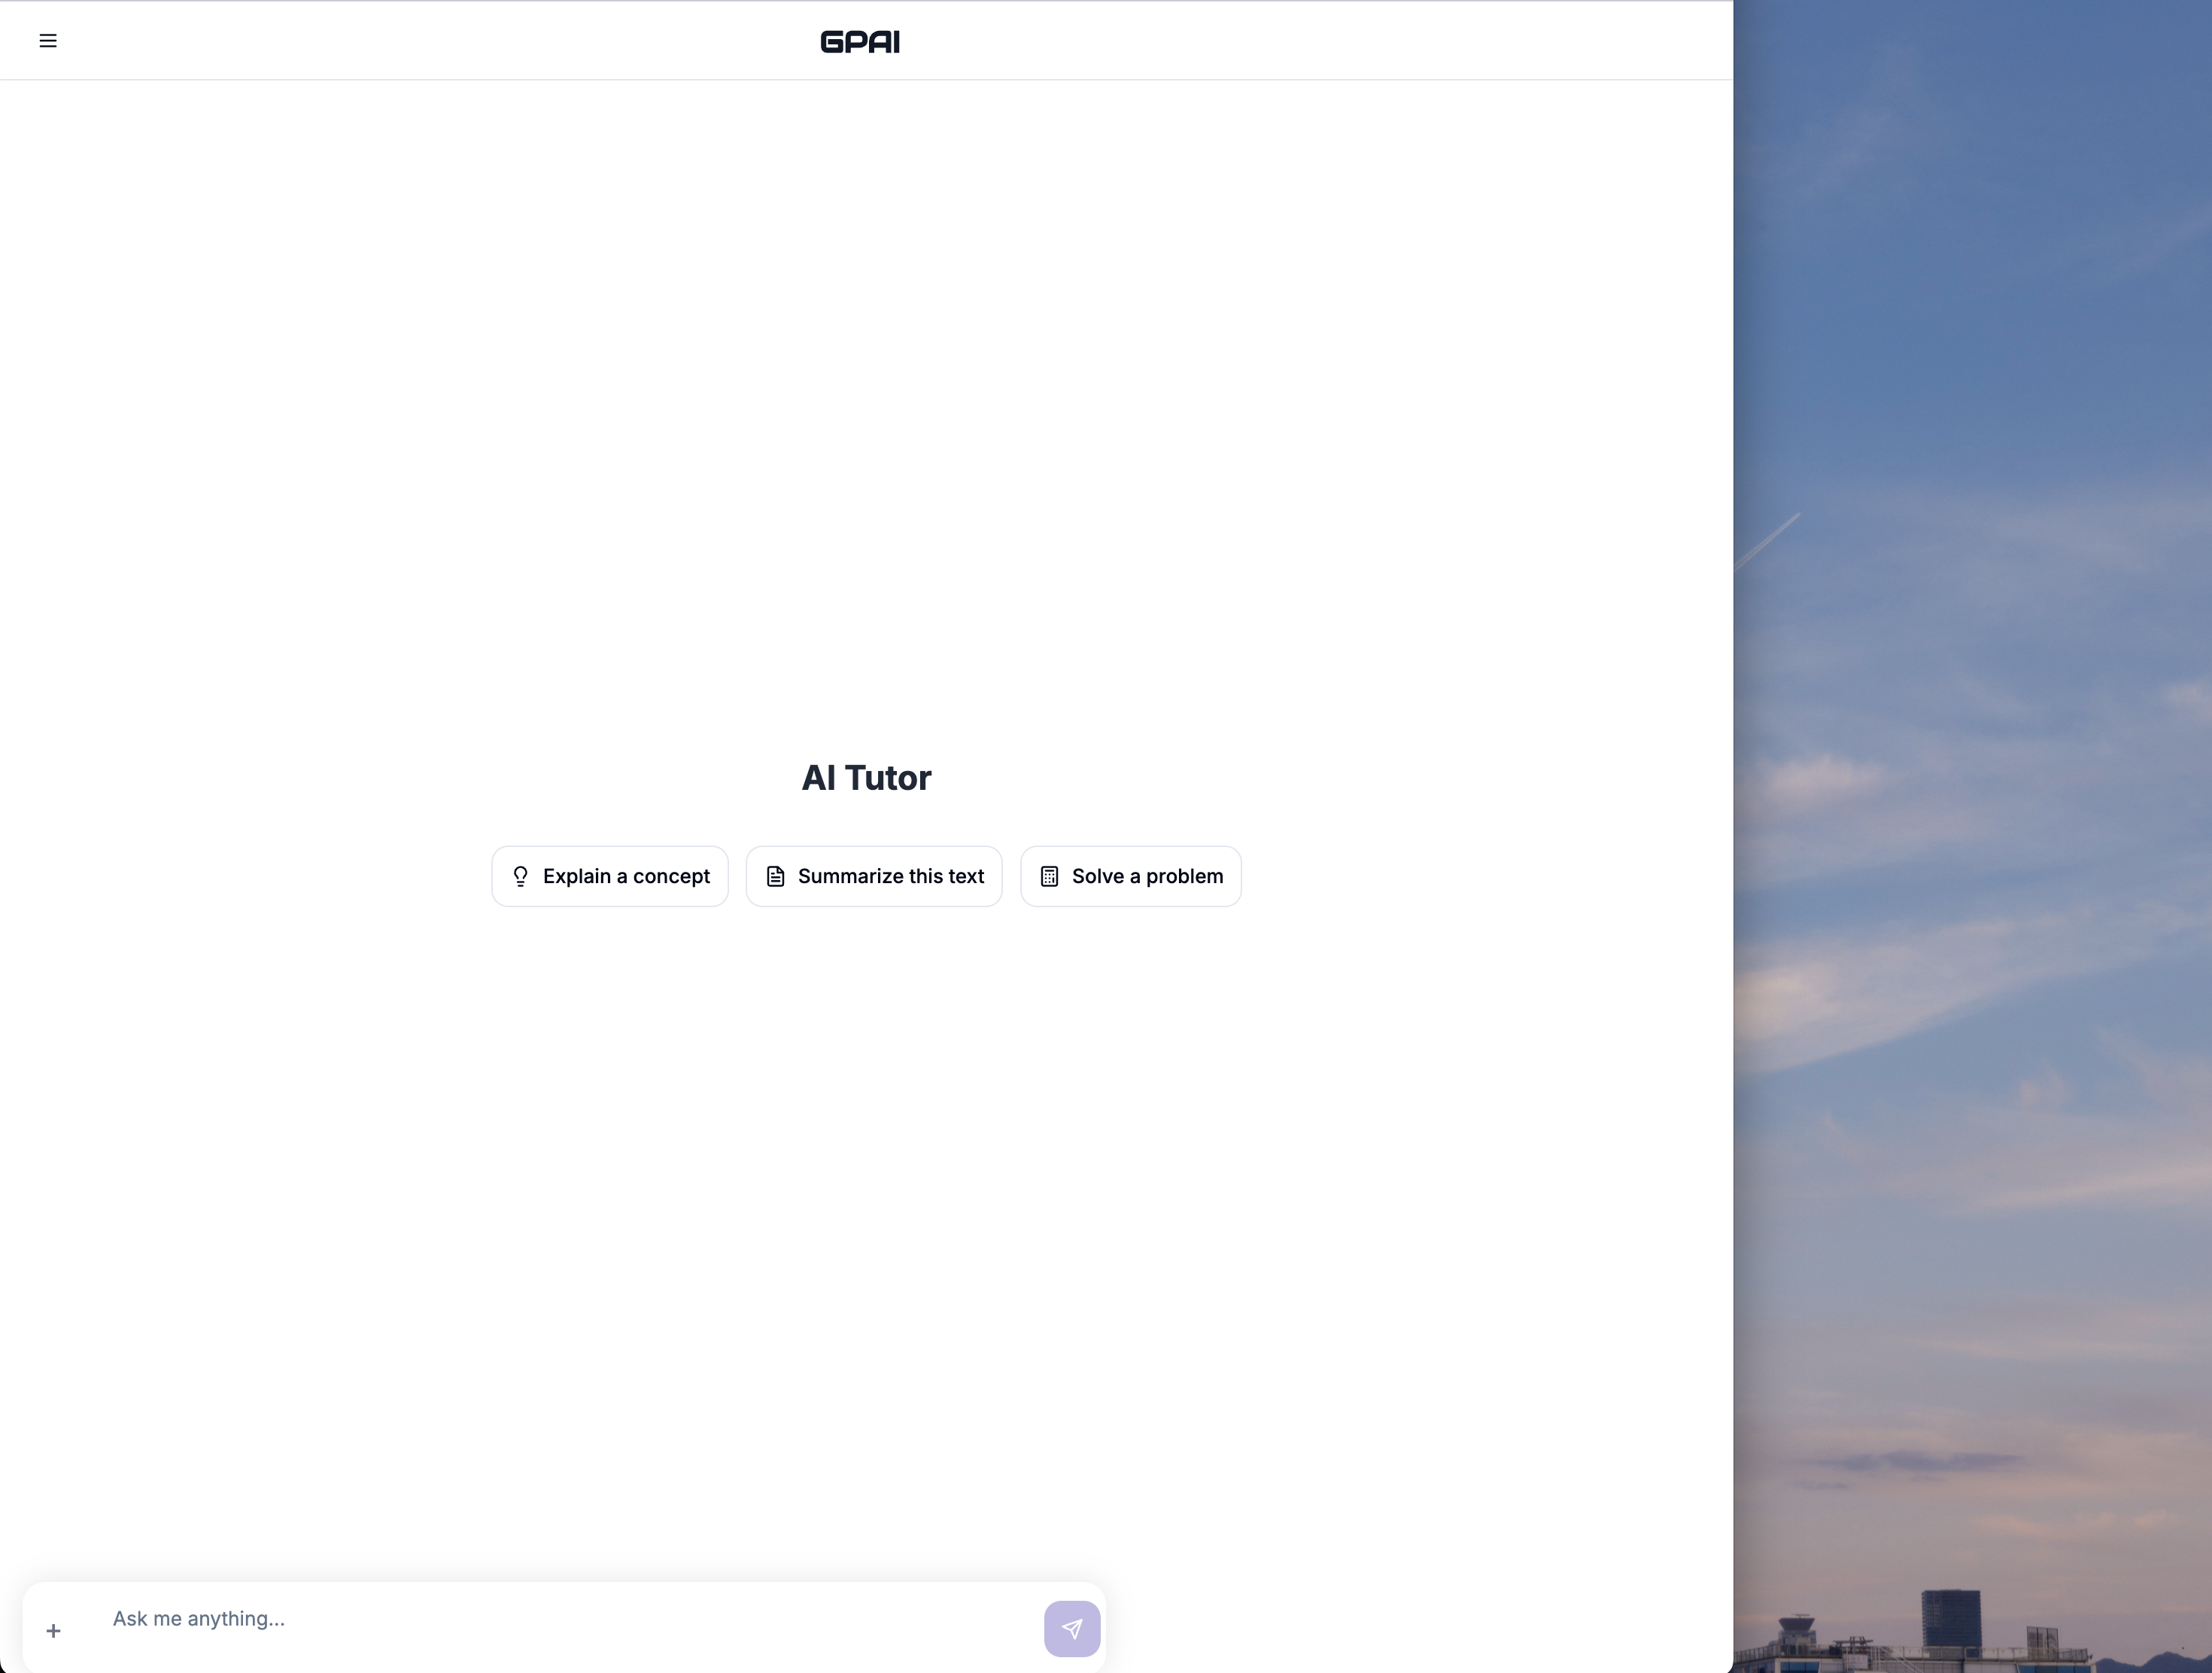 GPAI
AI Tutor
Explain a concept
Summarize this text
Solve a problem
Ask me anything...